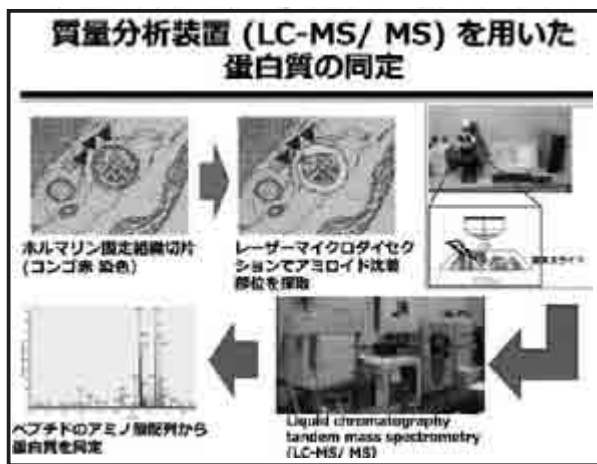 質量分析装置 (LC-MS/ MS) を用いた
蛋白質の同定
ホルマリン固定組織切片
(コンゴ赤 染色)
レーザーマイクロダイセク
ションでアミロイド沈着
部位を採取
ペプチドのアミノ酸配列から
蛋白質を同定
Liquid chromatography
tandem mass spectrometry
(LC-MS/ MS)